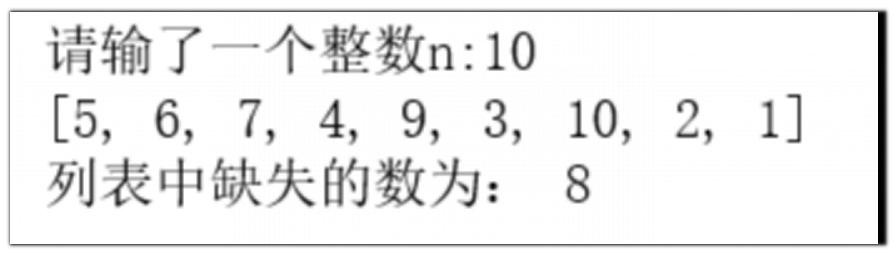 请输了一个整数n:10
[5, 6, 7, 4, 9, 3, 10, 2, 1]
列表中缺失的数为： 8